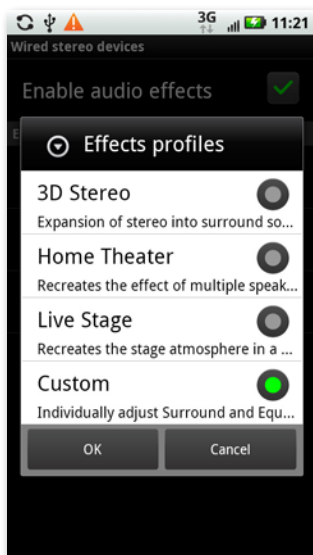 3G 11:21
Wired stereo devices
Enable audio effects
E
Effects profiles
3D Stereo
Expansion of stereo into surround so...
Home Theater
Recreates the effect of multiple speak...
Live Stage
Recreates the stage atmosphere in a ...
Custom
Individually adjust Surround and Equ...
OK Cancel